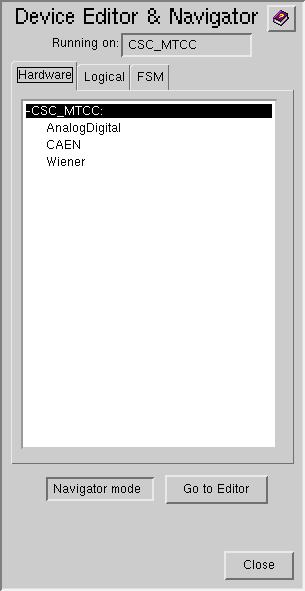 Device Editor & Navigator
Running on: CSC_MTCC
Hardware Logical FSM
-CSC_MTCC:
AnalogDigital
CAEN
Wiener
Navigator mode Go to Editor
Close